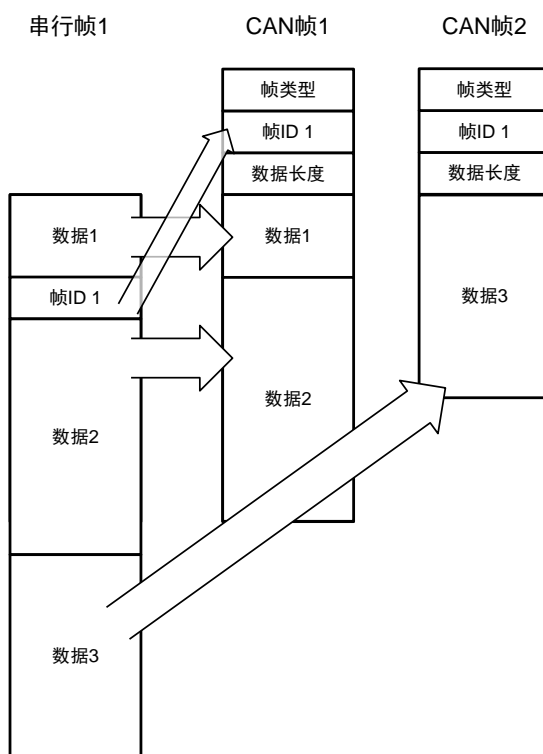 串行帧1
CAN帧1
CAN帧2
帧类型
帧类型
帧ID 1
帧ID 1
数据长度
数据长度
数据1
数据1
帧ID 1
数据3
数据2
数据2
数据3